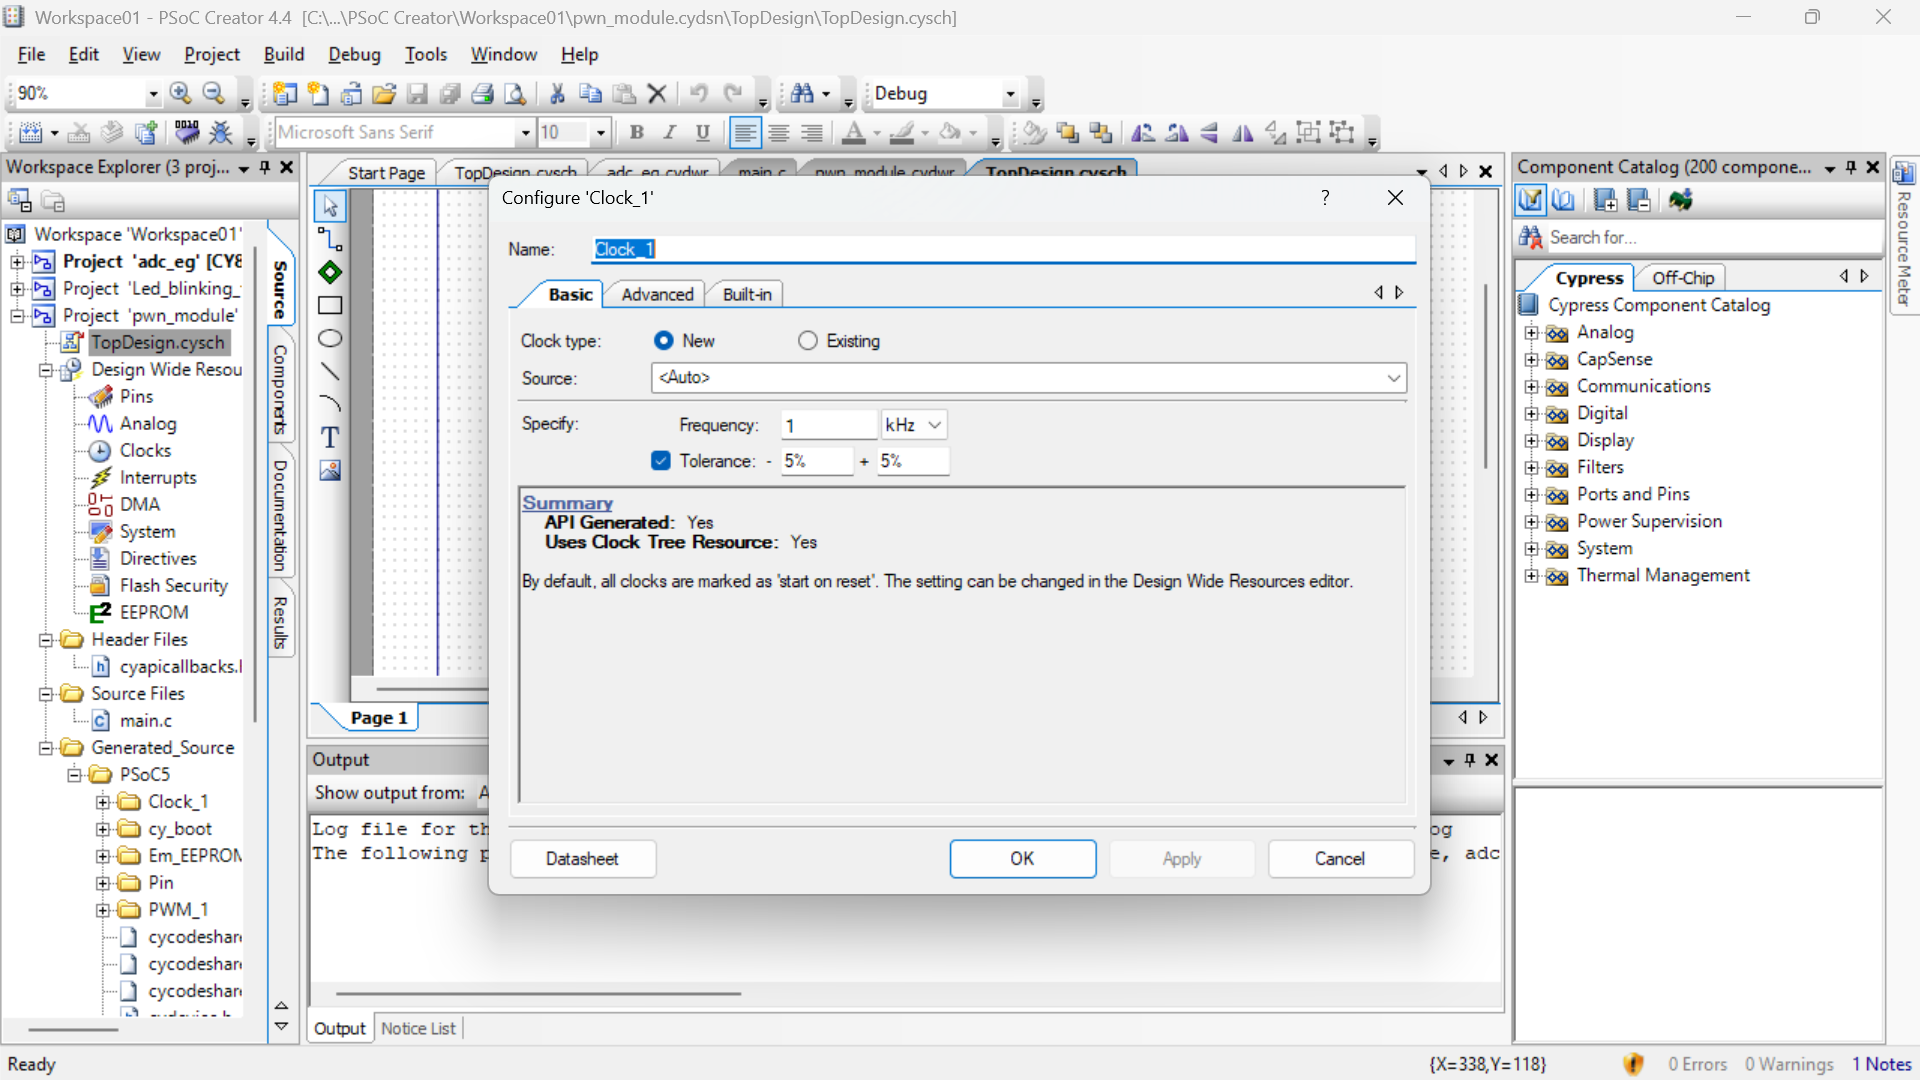 Workspace01 - PSoC Creator 4.4 [C:\...\PSoC Creator\Workspace01\pwn_module.cydsn\TopDesign\TopDesign.cysch]
File Edit View Project Build Debug Tools Window Help
90%
Debug
Microsoft Sans Serif 10 B I U
Workspace Explorer (3 proj...
Start Page TopDesign.cysch adc_eg.cydwr main.c pwn_module.cydwr TopDesign.cysch
Component Catalog (200 compone...
Resource Meter
Workspace 'Workspace01'
Project 'adc_eg' [CY8
Project 'Led_blinking_
Project 'pwn_module'
TopDesign.cysch
Design Wide Resou
Pins
Analog
Clocks
Interrupts
DMA
System
Directives
Flash Security
EEPROM
Header Files
cyapicallbacks.
Source Files
main.c
Generated_Source
PSoC5
Clock_1
cy_boot
Em_EEPROM
Pin
PWM_1
cycodeshar
cycodeshar
cycodeshar
Source
Components
Documentation
Results
Configure 'Clock_1'
?
Name: Clock_1
Basic Advanced Built-in
Clock type: New Existing
Source: <Auto>
Specify: Frequency: 1 kHz
Tolerance: - 5% + 5%
Summary
API Generated: Yes
Uses Clock Tree Resource: Yes
By default, all clocks are marked as 'start on reset'. The setting can be changed in the Design Wide Resources editor.
Datasheet OK Apply Cancel
Page 1
Output
Show output from: A
Log file for th
og
The following p
e, adc
Output Notice List
Search for...
Cypress Off-Chip
Cypress Component Catalog
Analog
CapSense
Communications
Digital
Display
Filters
Ports and Pins
Power Supervision
System
Thermal Management
Ready
{X=338,Y=118}
0 Errors 0 Warnings 1 Notes